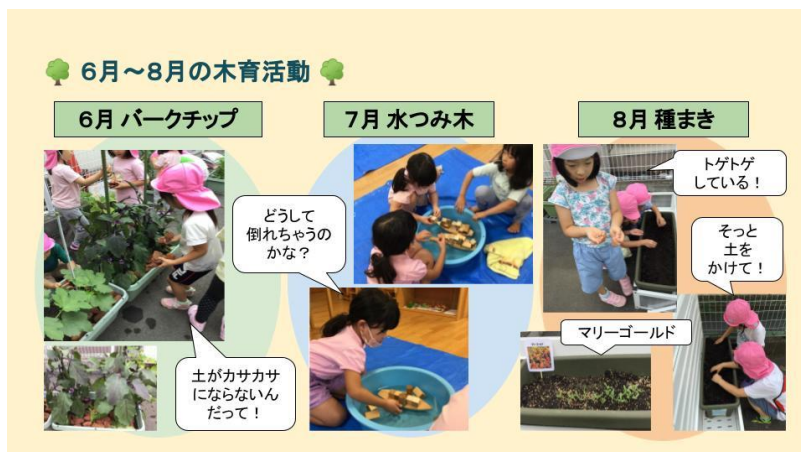 6月～8月の木育活動
6月 バークチップ
7月 水つみ木
8月 種まき
土がカサカサ
にならないん
だって！
どうして
倒れちゃうの
かな？
トゲトゲ
している！
そっと
土を
かけて！
マリーゴールド